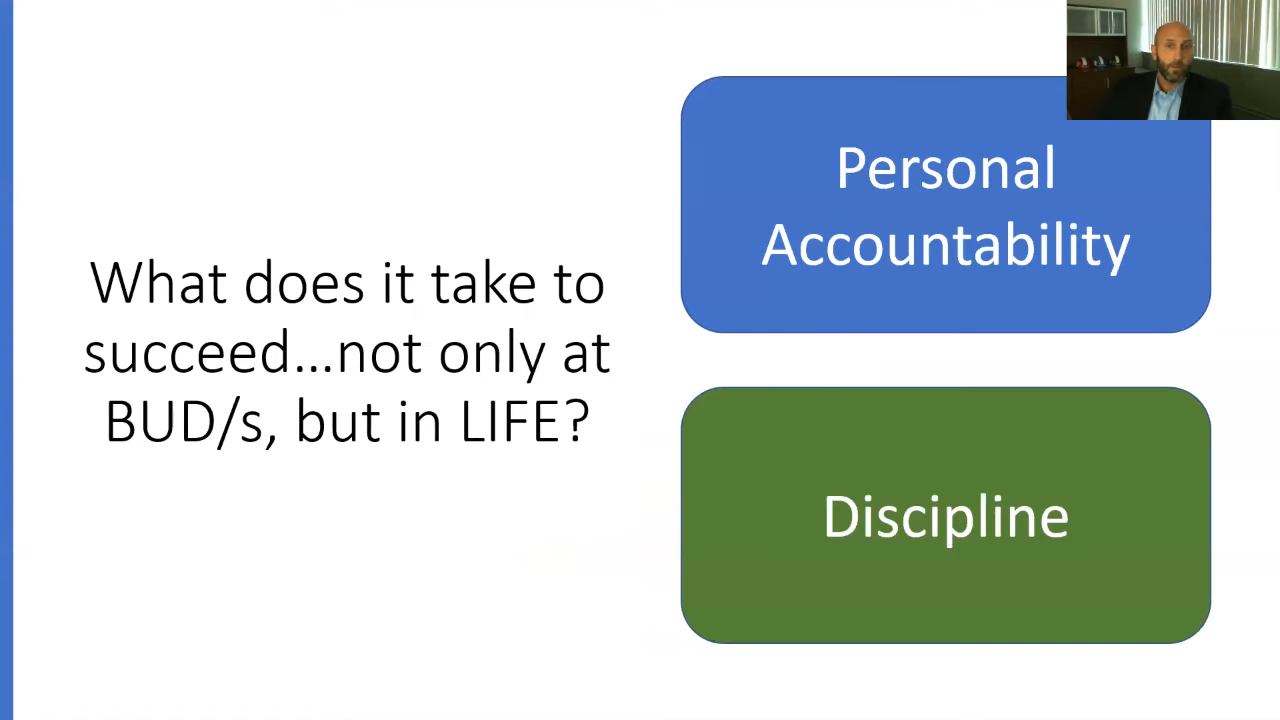 What does it take to
succeed...not only at
BUD/s, but in LIFE?
Personal
Accountability
Discipline